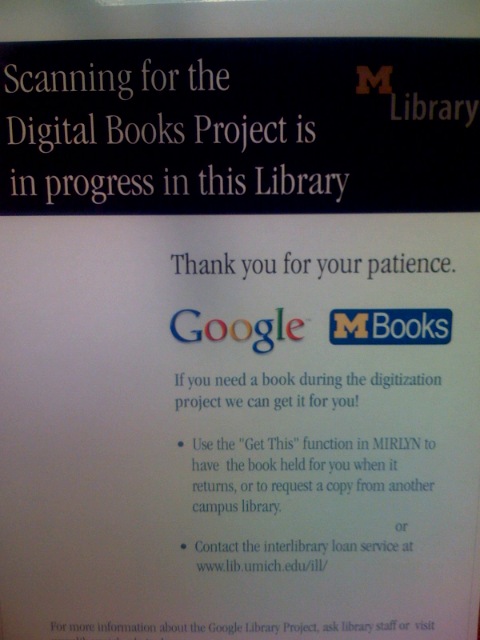 Scanning for the
Digital Books Project is
in progress in this Library
M Library
Thank you for your patience.
Google™ M Books
If you need a book during the digitization
project we can get it for you!
• Use the "Get This" function in MIRLYN to
have the book held for you when it
returns, or to request a copy from another
campus library.
or
• Contact the interlibrary loan service at
www.lib.umich.edu/ill/
For more information about the Google Library Project, ask library staff or visit